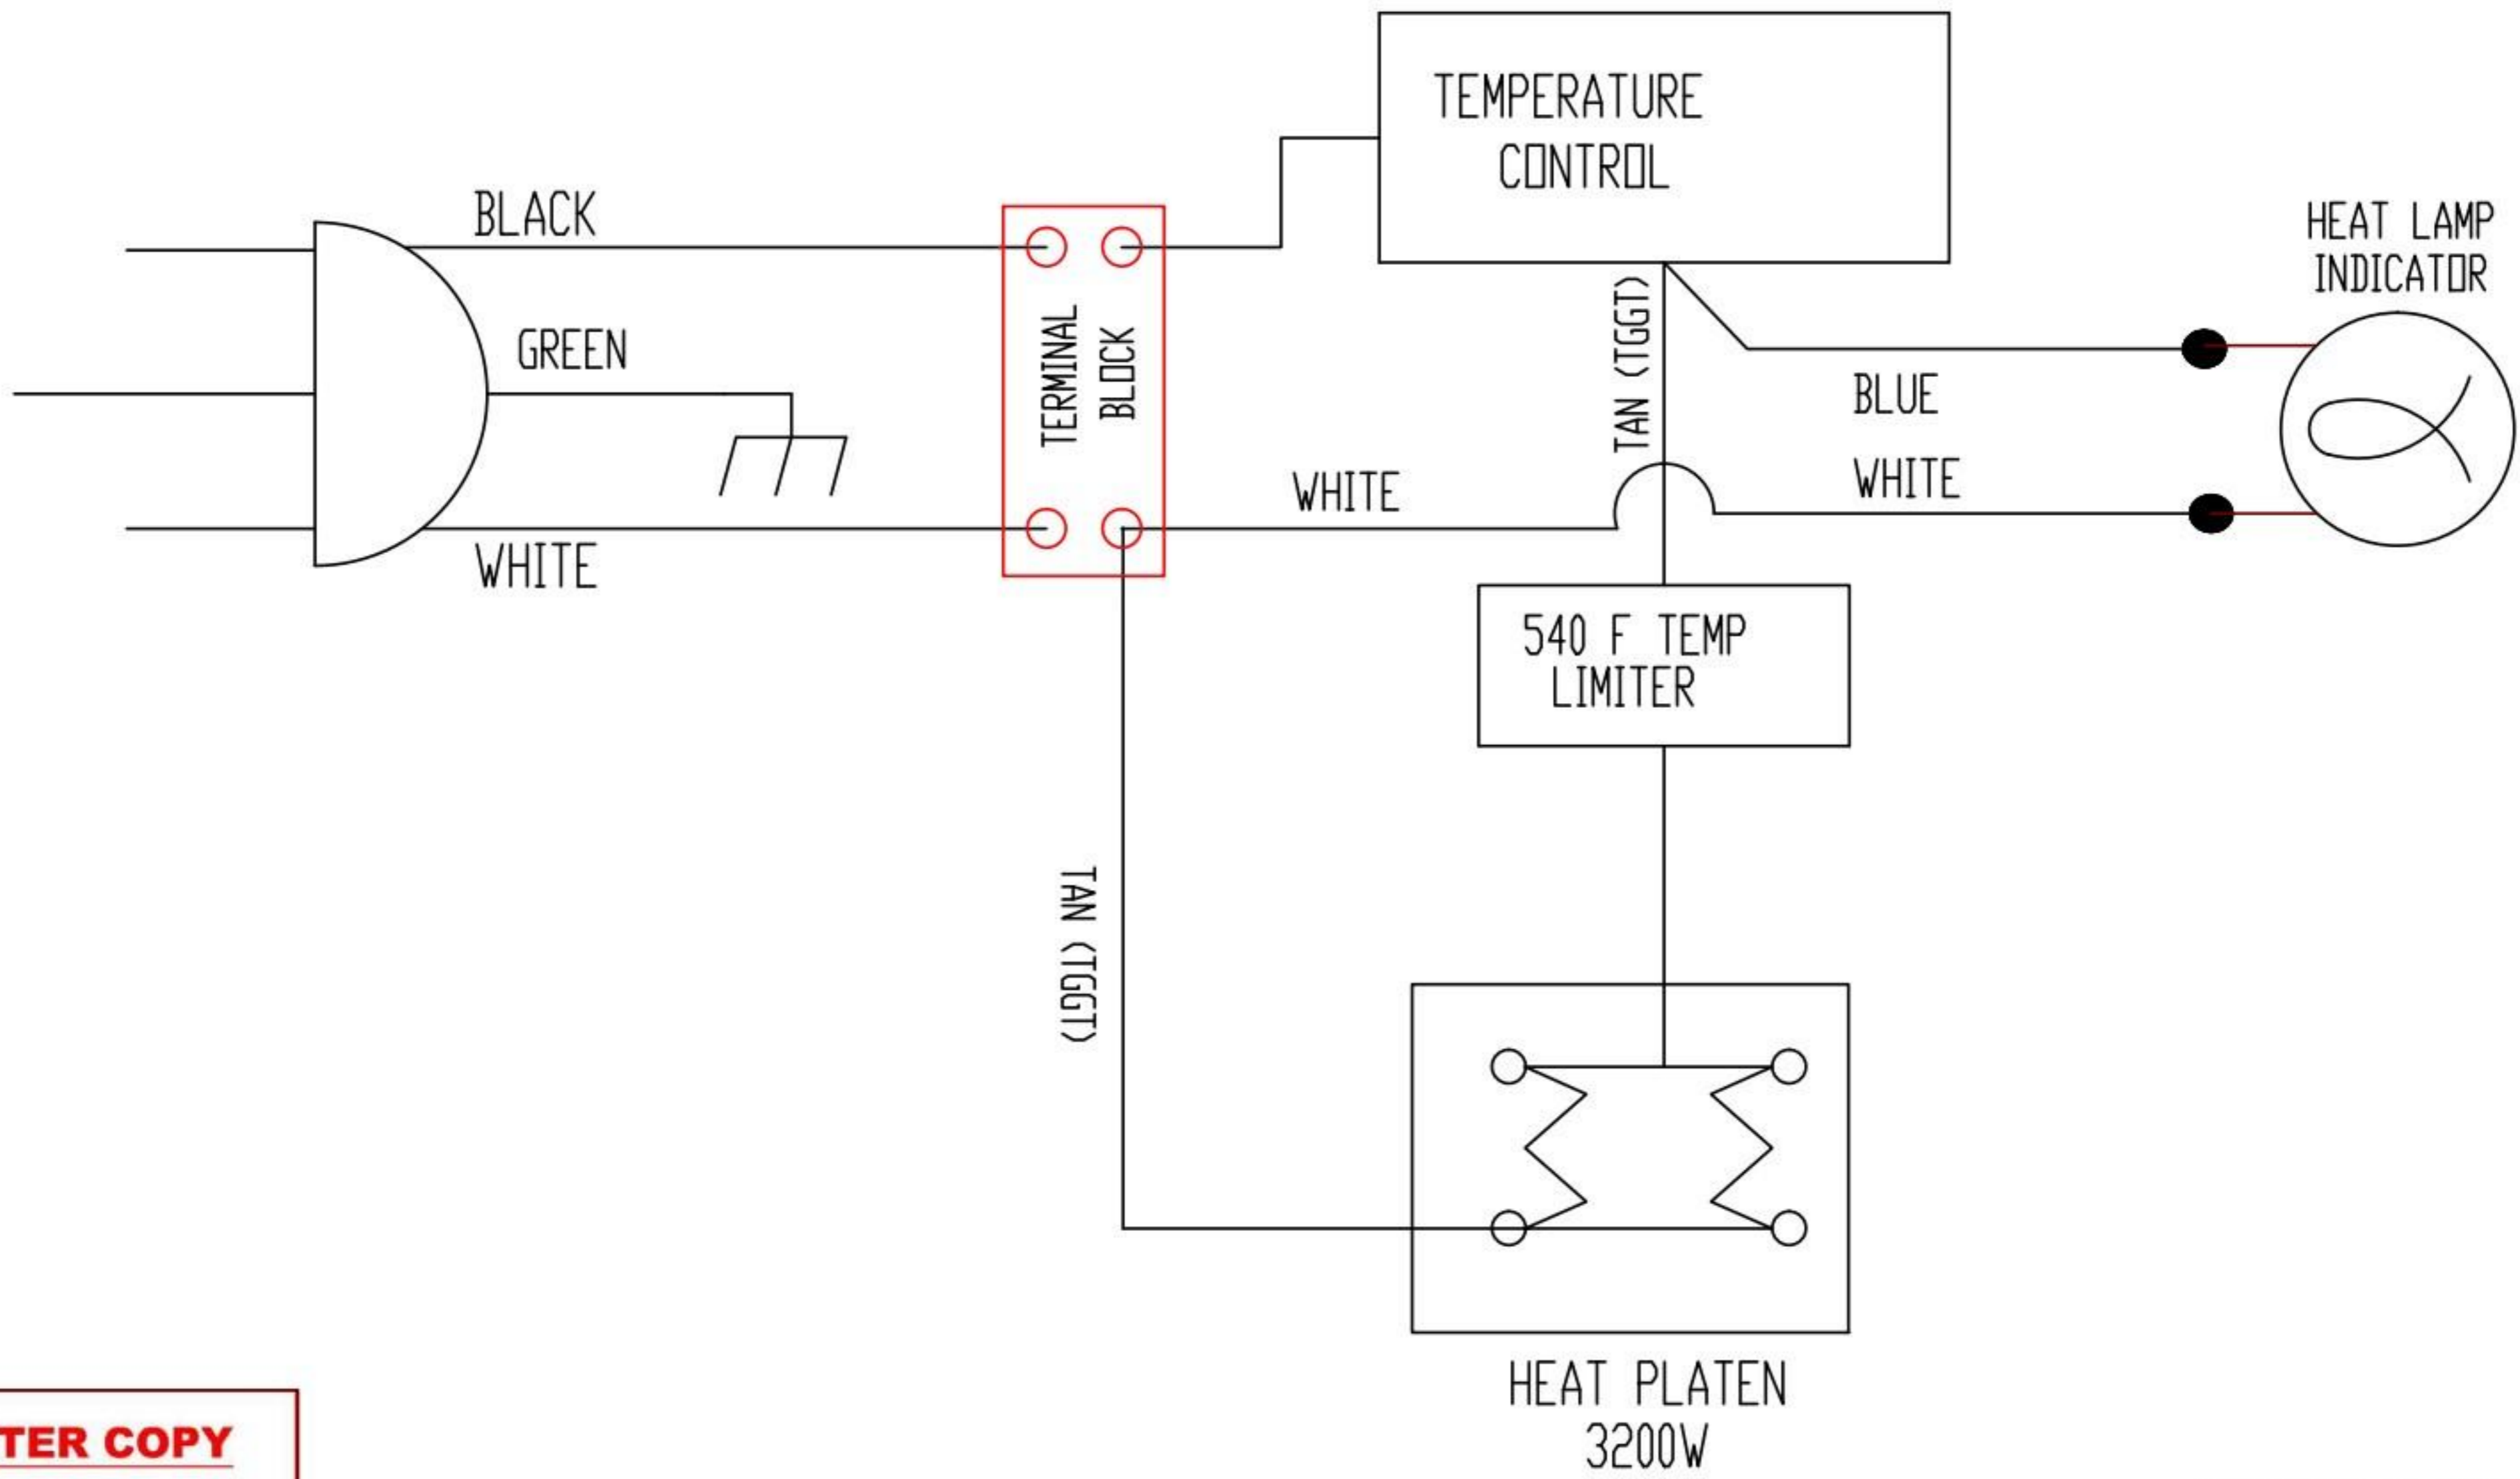 TEMPERATURE
CONTROL
BLACK
HEAT LAMP
INDICATOR
GREEN
TERMINAL
BLOCK
TAN (TGGT)
BLUE
WHITE
WHITE
WHITE
540 F TEMP
LIMITER
TAN (TGGT)
HEAT PLATEN
3200W
TER COPY